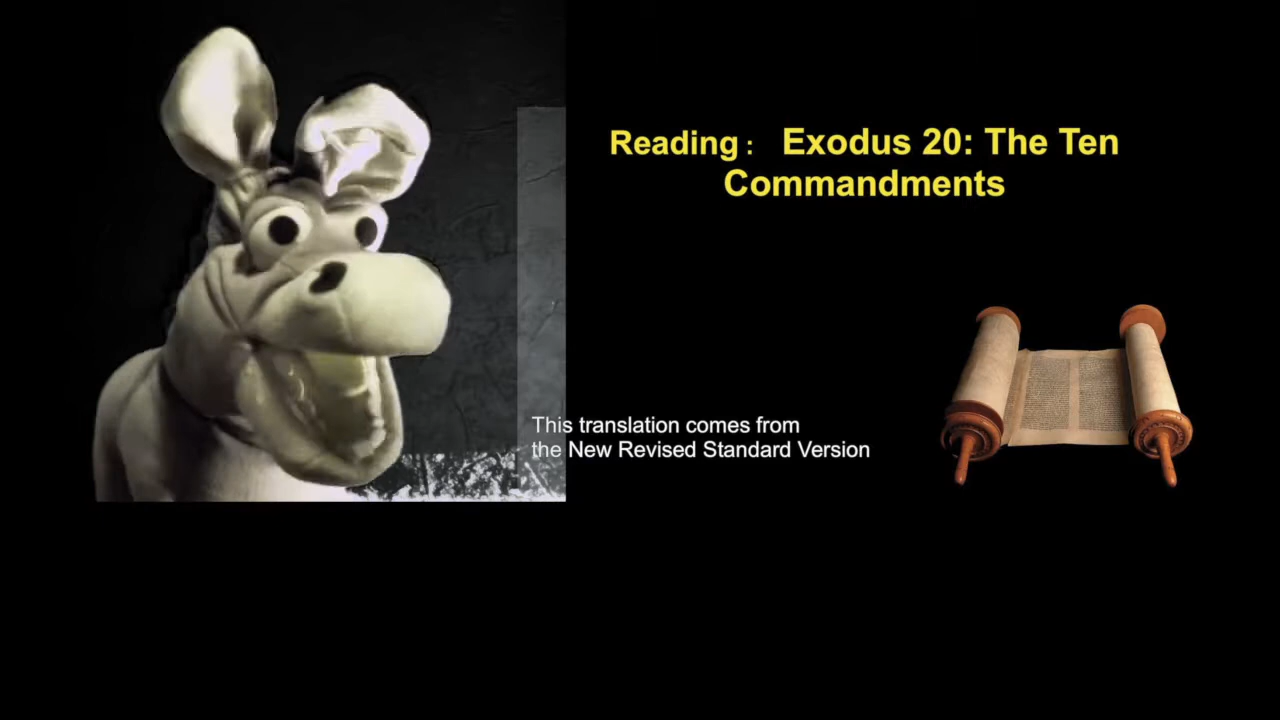 Reading : Exodus 20: The Ten
Commandments
This translation comes from
the New Revised Standard Version